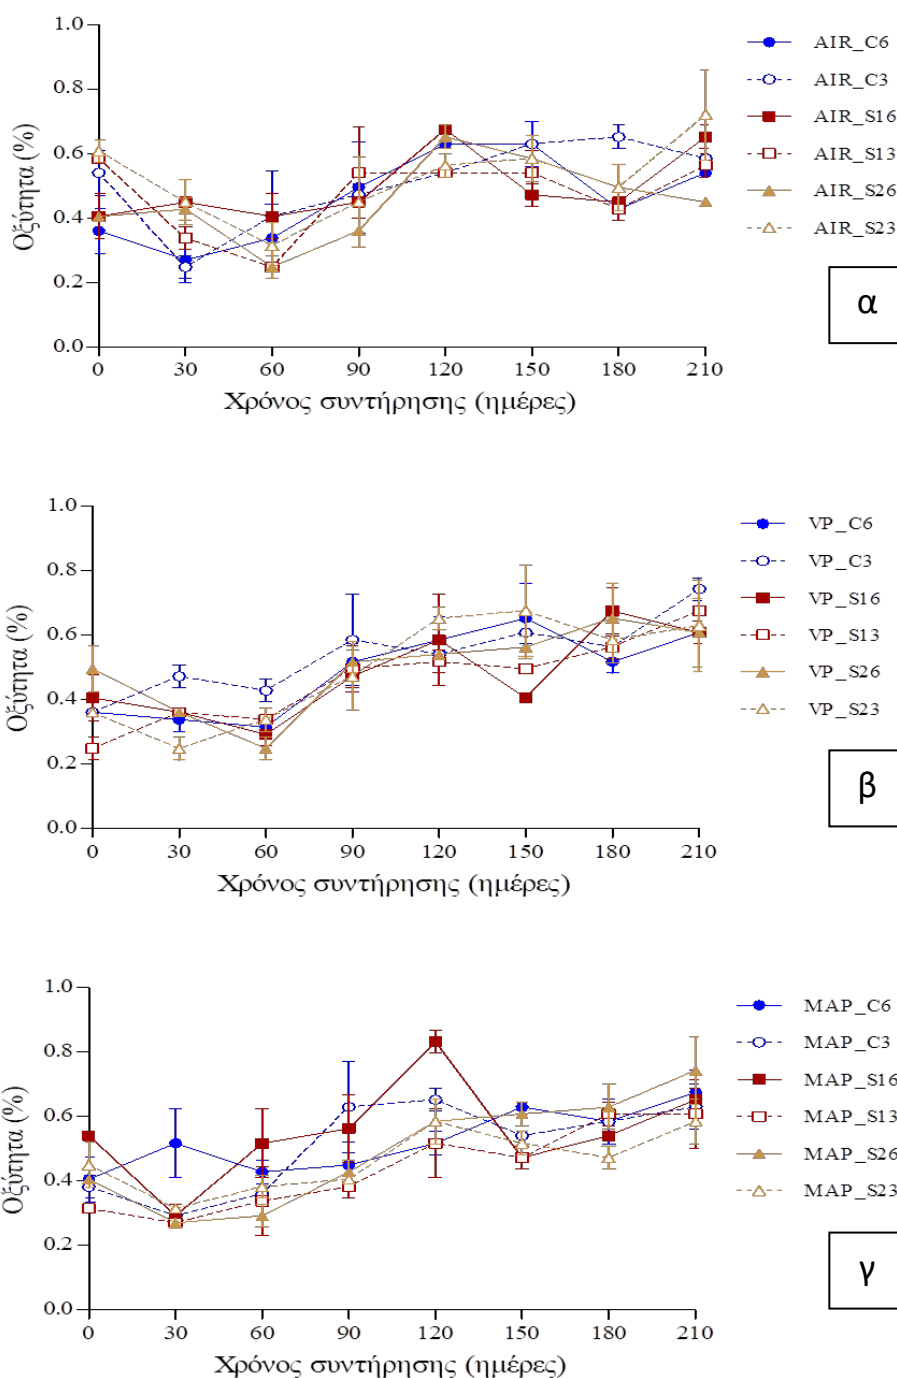 1.0
0.8
0.6
0.4
0.2
0.0
Οξύτητα (%)
0 30 60 90 120 150 180 210
Χρόνος συντήρησης (ημέρες)
AIR_C6
AIR_C3
AIR_S16
AIR_S13
AIR_S26
AIR_S23
α
1.0
0.8
0.6
0.4
0.2
0.0
Οξύτητα (%)
0 30 60 90 120 150 180 210
Χρόνος συντήρησης (ημέρες)
VP_C6
VP_C3
VP_S16
VP_S13
VP_S26
VP_S23
β
1.0
0.8
0.6
0.4
0.2
0.0
Οξύτητα (%)
0 30 60 90 120 150 180 210
Χρόνος συντήρησης (ημέρες)
MAP_C6
MAP_C3
MAP_S16
MAP_S13
MAP_S26
MAP_S23
γ